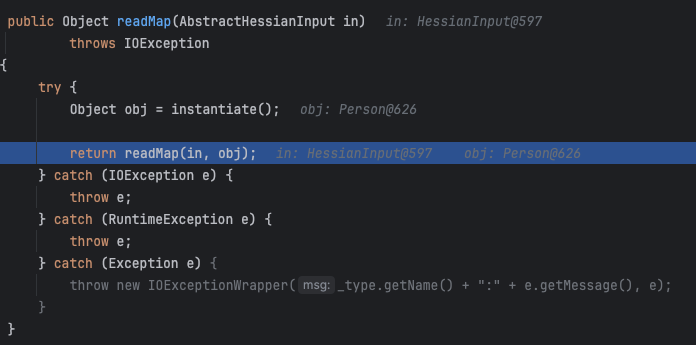 public Object readMap(AbstractHessianInput in)   in: HessianInput@597
        throws IOException
{
    try {
        Object obj = instantiate();   obj: Person@626
        return readMap(in, obj);   in: HessianInput@597    obj: Person@626
    } catch (IOException e) {
        throw e;
    } catch (RuntimeException e) {
        throw e;
    } catch (Exception e) {
        throw new IOExceptionWrapper( msg: _type.getName() + ":" + e.getMessage(), e);
    }
}